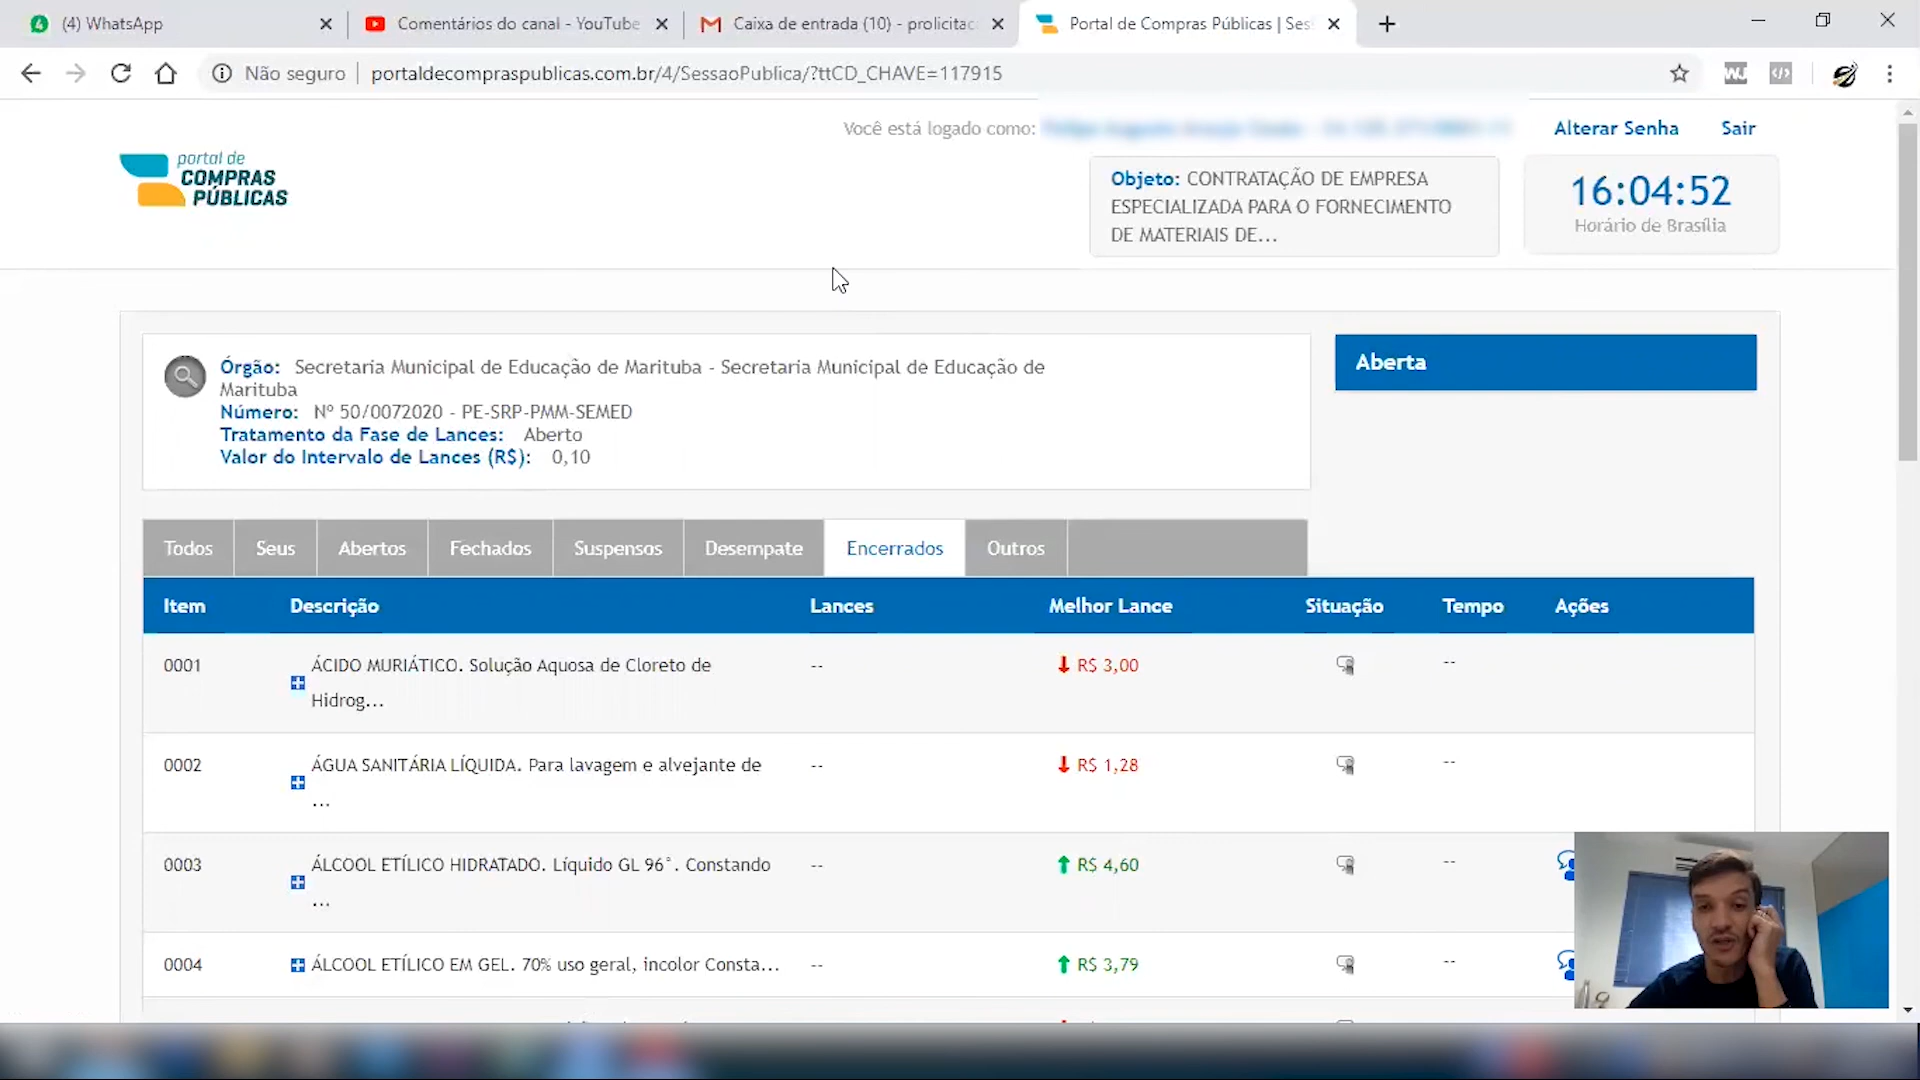 (4) WhatsApp
Comentários do canal - YouTube
Caixa de entrada (10) - prolicitac
Portal de Compras Públicas | Ses
Não seguro
portaldecompraspublicas.com.br/4/SessaoPublica/?ttCD_CHAVE=117915
Você está logado como:
Alterar Senha
Sair
portal de
COMPRAS
PÚBLICAS
Objeto: CONTRATAÇÃO DE EMPRESA
ESPECIALIZADA PARA O FORNECIMENTO
DE MATERIAIS DE...
16:04:52
Horário de Brasília
Órgão: Secretaria Municipal de Educação de Marituba - Secretaria Municipal de Educação de
Marituba
Número: Nº 50/0072020 - PE-SRP-PMM-SEMED
Tratamento da Fase de Lances: Aberto
Valor do Intervalo de Lances (R$): 0,10
Aberta
Todos Seus Abertos Fechados Suspensos Desempate Encerrados Outros
Item Descrição Lances Melhor Lance Situação Tempo Ações
0001 ÁCIDO MURIÁTICO. Solução Aquosa de Cloreto de -- R$ 3,00 --
Hidrog...
0002 ÁGUA SANITÁRIA LÍQUIDA. Para lavagem e alvejante de -- R$ 1,28 --
...
0003 ÁLCOOL ETÍLICO HIDRATADO. Líquido GL 96°. Constando -- R$ 4,60 --
...
0004 ÁLCOOL ETÍLICO EM GEL. 70% uso geral, incolor Consta... -- R$ 3,79 --